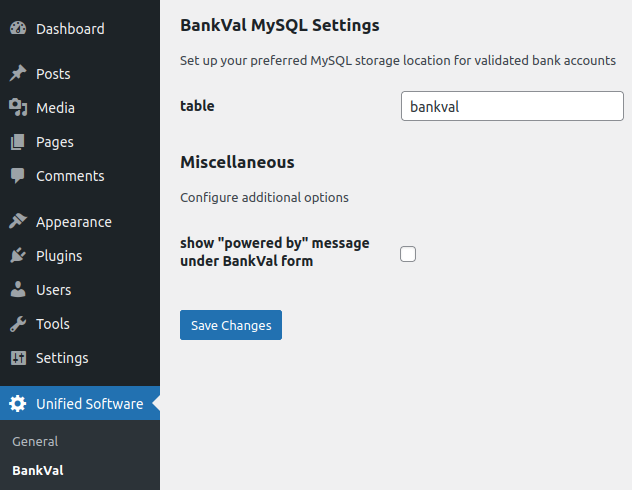 Dashboard
Posts
Media
Pages
Comments
Appearance
Plugins
Users
Tools
Settings
Unified Software
General
BankVal
BankVal MySQL Settings
Set up your preferred MySQL storage location for validated bank accounts
table
bankval
Miscellaneous
Configure additional options
show "powered by" message
under BankVal form
Save Changes